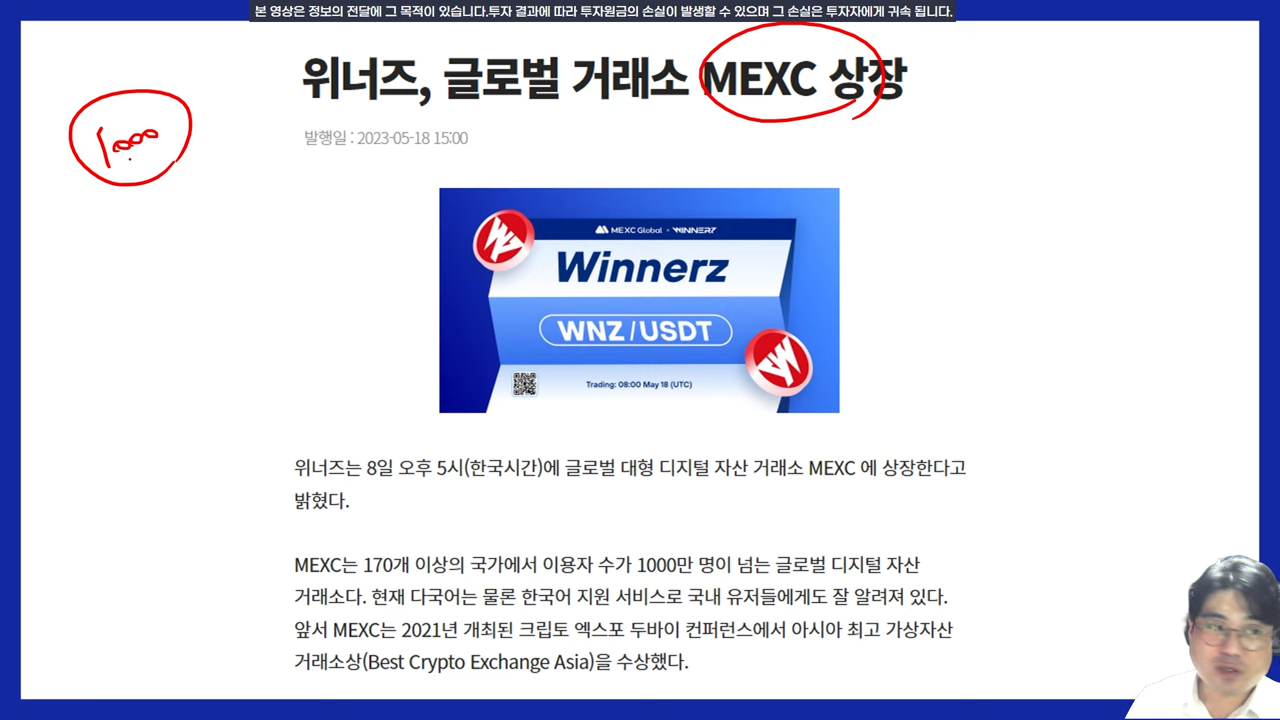 본 영상은 정보의 전달에 그 목적이 있습니다.투자 결과에 따라 투자원금의 손실이 발생할 수 있으며 그 손실은 투자자에게 귀속 됩니다.
위너즈, 글로벌 거래소 MEXC 상장
1000
발행일 : 2023-05-18 15:00
MEXC Global × WINNERZ
Winnerz
WNZ / USDT
Trading: 08:00 May 18 (UTC)
위너즈는 8일 오후 5시(한국시간)에 글로벌 대형 디지털 자산 거래소 MEXC 에 상장한다고
밝혔다.
MEXC는 170개 이상의 국가에서 이용자 수가 1000만 명이 넘는 글로벌 디지털 자산
거래소다. 현재 다국어는 물론 한국어 지원 서비스로 국내 유저들에게도 잘 알려져 있다.
앞서 MEXC는 2021년 개최된 크립토 엑스포 두바이 컨퍼런스에서 아시아 최고 가상자산
거래소상(Best Crypto Exchange Asia)을 수상했다.